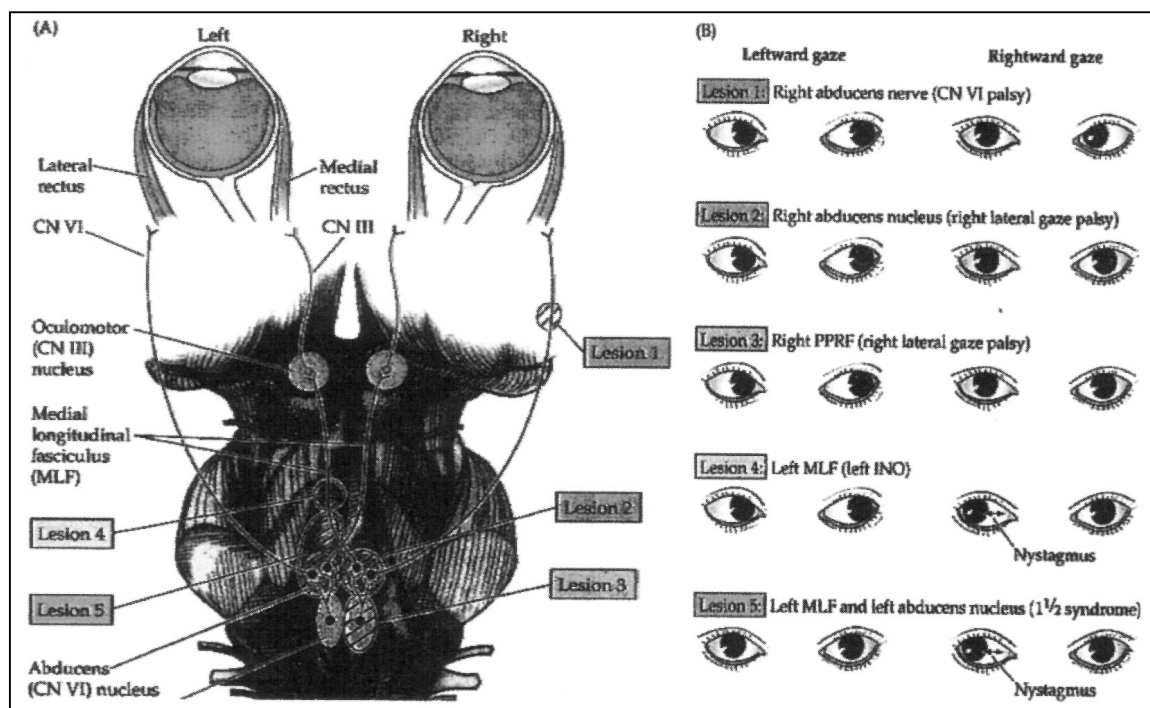 (A)
Left
Right
Lateral
rectus
Medial
rectus
CN VI
CN III
Oculomotor
(CN III)
nucleus
Lesion 1
Medial
longitudinal
fasciculus
(MLF)
Lesion 4
Lesion 2
Lesion 5
Lesion 3
Abducens
(CN VI) nucleus
(B)
Leftward gaze
Rightward gaze
Lesion 1: Right abducens nerve (CN VI palsy)
Lesion 2: Right abducens nucleus (right lateral gaze palsy)
Lesion 3: Right PPRF (right lateral gaze palsy)
Lesion 4: Left MLF (left INO)
Nystagmus
Lesion 5: Left MLF and left abducens nucleus (1½ syndrome)
Nystagmus